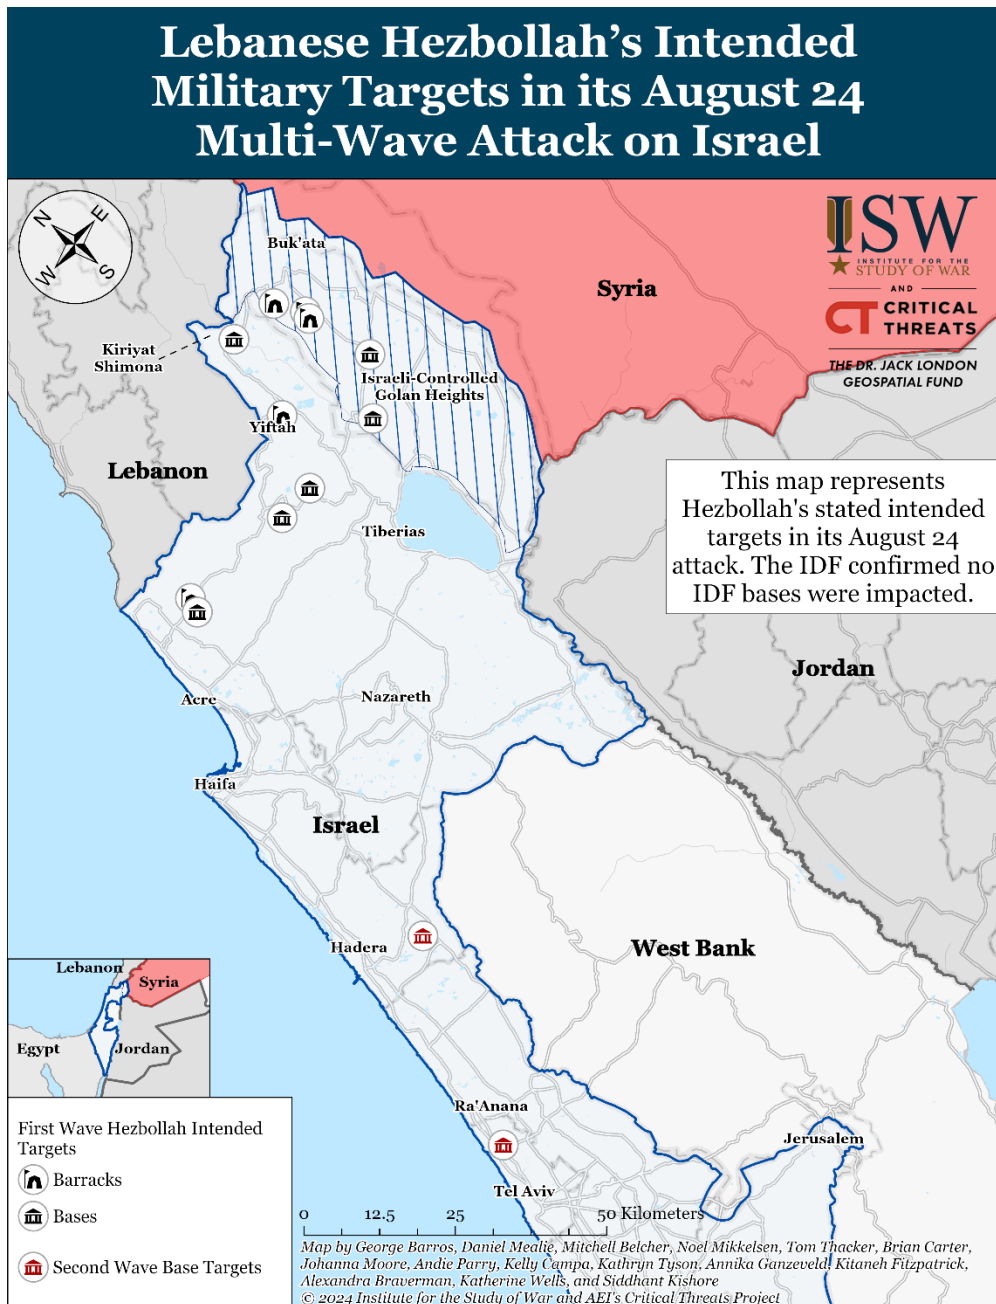 Lebanese Hezbollah’s Intended
Military Targets in its August 24
Multi-Wave Attack on Israel
N
E
W
S
ISW
INSTITUTE FOR THE
STUDY OF WAR
AND
CT CRITICAL
THREATS
THE DR. JACK LONDON
GEOSPATIAL FUND
Buk'ata
Syria
Kiriyat
Shimona
Israeli-Controlled
Golan Heights
Yiftah
Lebanon
This map represents
Hezbollah's stated intended
targets in its August 24
attack. The IDF confirmed no
IDF bases were impacted.
Tiberias
Jordan
Acre
Nazareth
Haifa
Israel
Hadera
West Bank
Lebanon
Syria
Egypt
Jordan
Ra'Anana
Jerusalem
Tel Aviv
First Wave Hezbollah Intended
Targets
Barracks
Bases
Second Wave Base Targets
0 12.5 25 50 Kilometers
Map by George Barros, Daniel Mealie, Mitchell Belcher, Noel Mikkelsen, Tom Thacker, Brian Carter,
Johanna Moore, Andie Parry, Kelly Campa, Kathryn Tyson, Annika Ganzeveld, Kitaneh Fitzpatrick,
Alexandra Braverman, Katherine Wells, and Siddhant Kishore
© 2024 Institute for the Study of War and AEI's Critical Threats Project